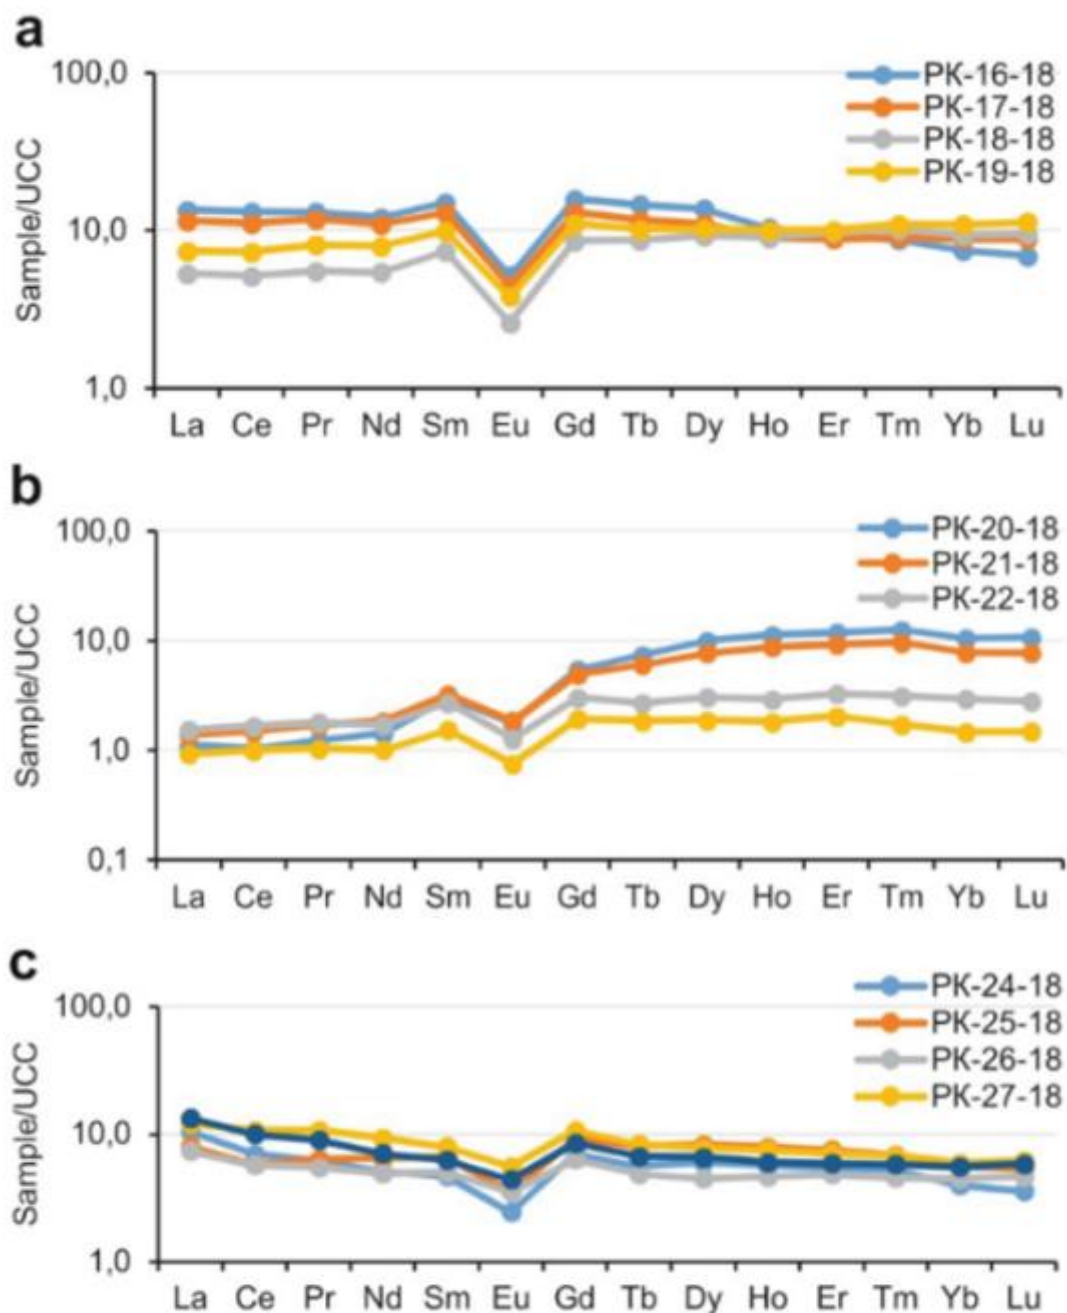 a
100,0
10,0
1,0
Sample/UCC
PK-16-18
PK-17-18
PK-18-18
PK-19-18
La Ce Pr Nd Sm Eu Gd Tb Dy Ho Er Tm Yb Lu
b
100,0
10,0
1,0
0,1
Sample/UCC
PK-20-18
PK-21-18
PK-22-18
La Ce Pr Nd Sm Eu Gd Tb Dy Ho Er Tm Yb Lu
c
100,0
10,0
1,0
Sample/UCC
PK-24-18
PK-25-18
PK-26-18
PK-27-18
La Ce Pr Nd Sm Eu Gd Tb Dy Ho Er Tm Yb Lu